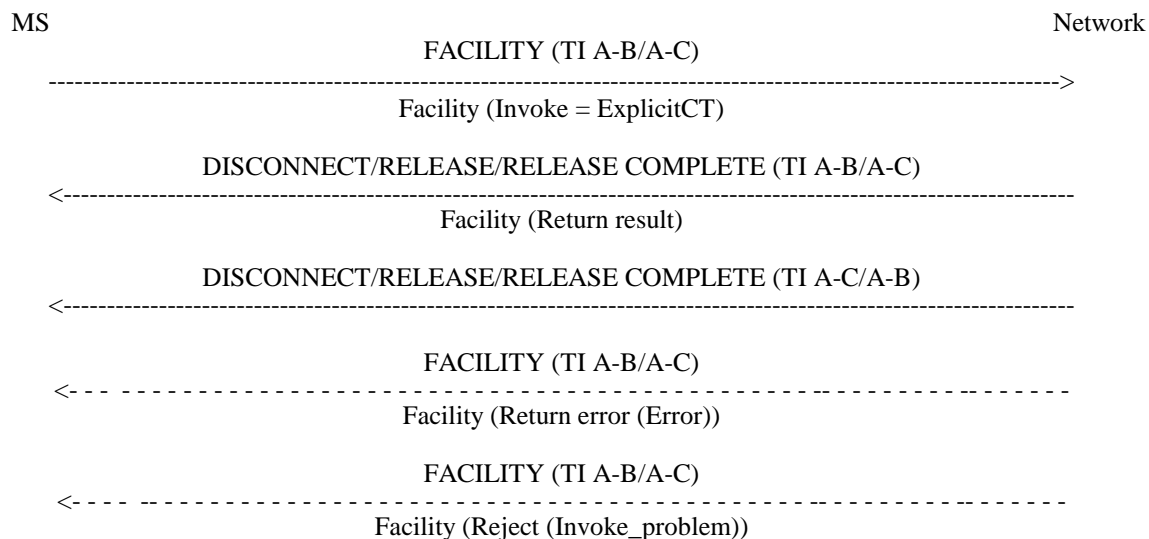 MS Network
FACILITY (TI A-B/A-C)
Facility (Invoke = ExplicitCT)
DISCONNECT/RELEASE/RELEASE COMPLETE (TI A-B/A-C)
Facility (Return result)
DISCONNECT/RELEASE/RELEASE COMPLETE (TI A-C/A-B)
FACILITY (TI A-B/A-C)
Facility (Return error (Error))
FACILITY (TI A-B/A-C)
Facility (Reject (Invoke_problem))